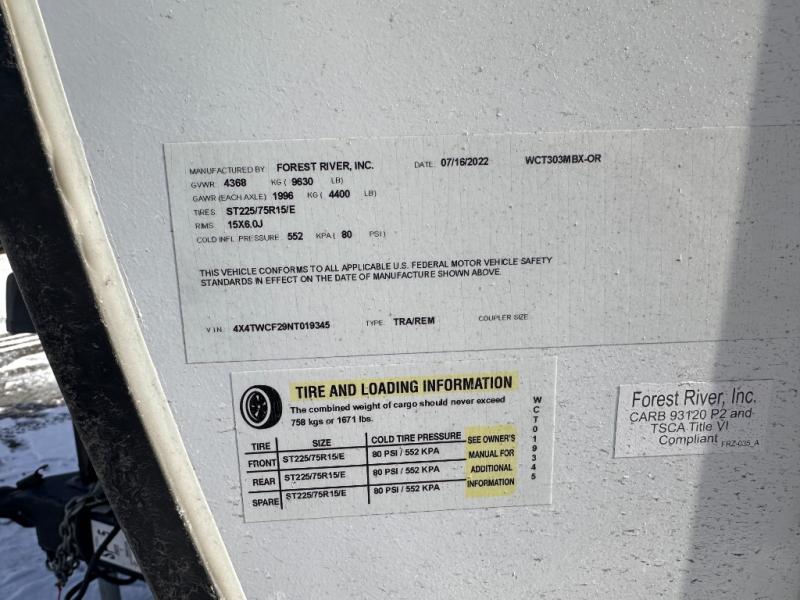 MANUFACTURED BY FOREST RIVER, INC. DATE: 07/16/2022 WCT303MBX-OR
GVWR 4368 KG ( 9630 LB)
GAWR (EACH AXLE) 1996 KG ( 4400 LB)
TIRES ST225/75R15/E
RIMS 15X6.0J
COLD INFL. PRESSURE 552 KPA ( 80 PSI)
THIS VEHICLE CONFORMS TO ALL APPLICABLE U.S. FEDERAL MOTOR VEHICLE SAFETY
STANDARDS IN EFFECT ON THE DATE OF MANUFACTURE SHOWN ABOVE.
V I N. 4X4TWCF29NT019345 TYPE: TRA/REM COUPLER SIZE
TIRE AND LOADING INFORMATION
The combined weight of cargo should never exceed
758 kgs or 1671 lbs.
TIRE SIZE COLD TIRE PRESSURE
FRONT ST225/75R15/E 80 PSI / 552 KPA
REAR ST225/75R15/E 80 PSI / 552 KPA
SPARE ST225/75R15/E 80 PSI / 552 KPA
SEE OWNER'S
MANUAL FOR
ADDITIONAL
INFORMATION
WCT019345
Forest River, Inc.
CARB 93120 P2 and
TSCA Title VI
Compliant FRZ-035_A